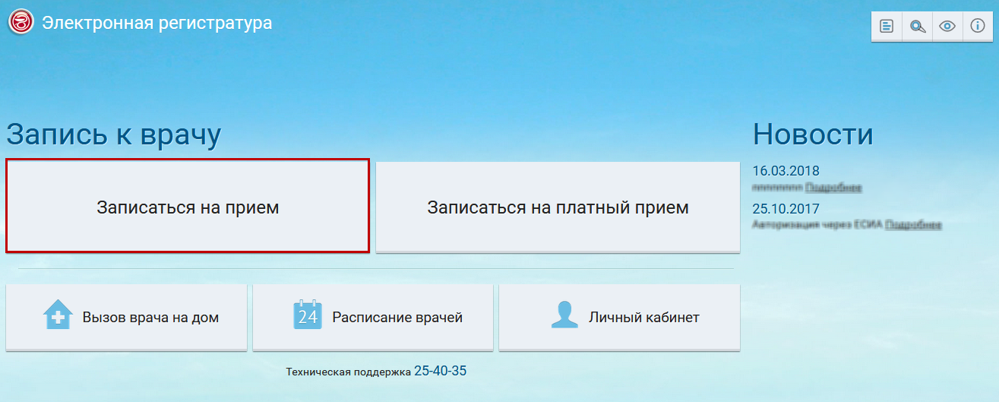 Электронная регистратура
Запись к врачу
Записаться на прием
Записаться на платный прием
Вызов врача на дом
24
Расписание врачей
Личный кабинет
Техническая поддержка 25-40-35
Новости
16.03.2018
Подробнее
25.10.2017
Авторизация через ЕСИА Подробнее